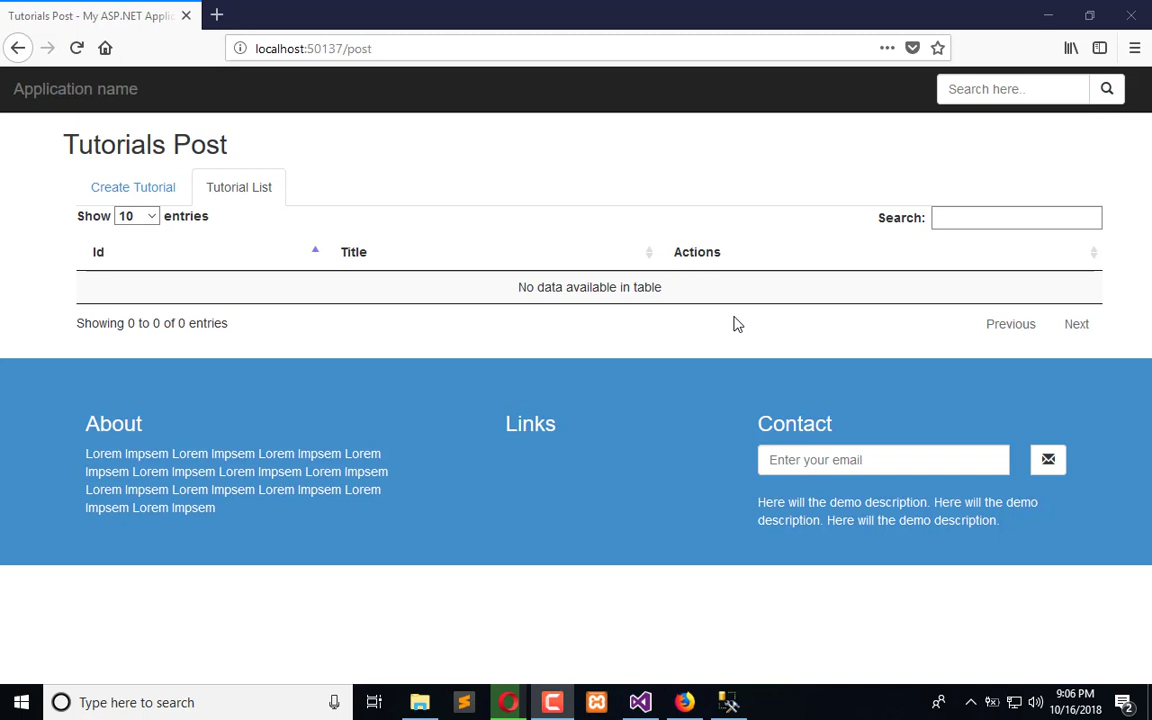 Tutorials Post - My ASP.NET Applic
localhost:50137/post
Application name
Search here..
Tutorials Post
Create Tutorial
Tutorial List
Show 10 entries
Search:
Id
Title
Actions
No data available in table
Showing 0 to 0 of 0 entries
Previous
Next
About
Lorem Impsem Lorem Impsem Lorem Impsem Lorem
Impsem Lorem Impsem Lorem Impsem Lorem Impsem
Lorem Impsem Lorem Impsem Lorem Impsem Lorem
Impsem Lorem Impsem
Links
Contact
Enter your email
Here will the demo description. Here will the demo
description. Here will the demo description.
Type here to search
9:06 PM
10/16/2018
2